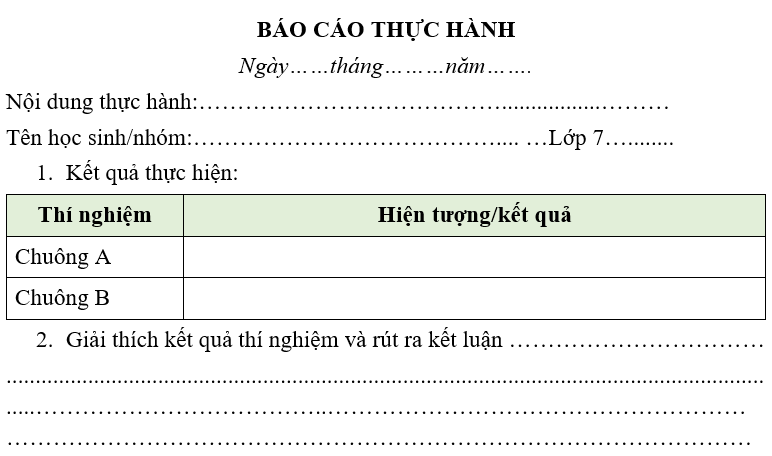 BÁO CÁO THỰC HÀNH
Ngày……tháng………năm…….
Nội dung thực hành:…………………………………..................………
Tên học sinh/nhóm:………………………………….... …Lớp 7…........
1. Kết quả thực hiện:
Thí nghiệm Hiện tượng/kết quả
Chuông A
Chuông B
2. Giải thích kết quả thí nghiệm và rút ra kết luận ……………………………
....................................................................................................................................
.....………………………………..………………………………………………
……………………………………………………………………………………